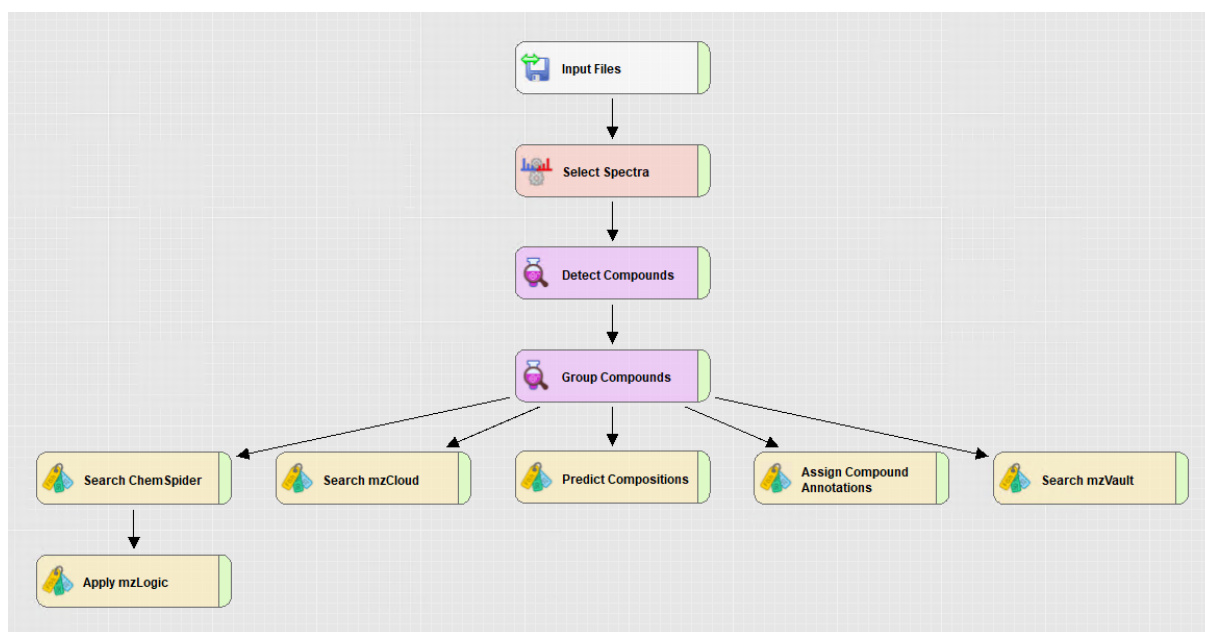 Input Files
Select Spectra
Detect Compounds
Group Compounds
Search ChemSpider
Search mzCloud
Predict Compositions
Assign Compound
Annotations
Search mzVault
Apply mzLogic